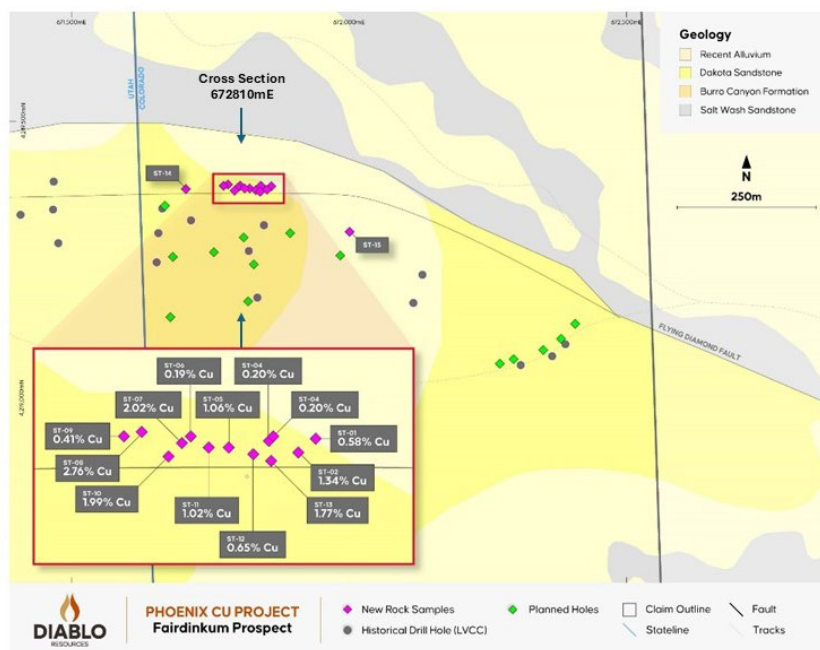 671,500mE
672,000mE
672,500mE
Geology
Recent Alluvium
Dakota Sandstone
Burro Canyon Formation
Salt Wash Sandstone
N
250m
Cross Section
672810mE
UTAH
COLORADO
ST-14
ST-15
FLYING DIAMOND FAULT
ST-06
0.19% Cu
ST-04
0.20% Cu
ST-07
2.02% Cu
ST-05
1.06% Cu
ST-04
0.20% Cu
ST-09
0.41% Cu
ST-01
0.58% Cu
ST-08
2.76% Cu
ST-02
1.34% Cu
ST-10
1.99% Cu
ST-11
1.02% Cu
ST-13
1.77% Cu
ST-12
0.65% Cu
DIABLO
RESOURCES
PHOENIX CU PROJECT
Fairdinkum Prospect
New Rock Samples
Planned Holes
Claim Outline
Fault
Historical Drill Hole (LVCC)
Stateline
Tracks